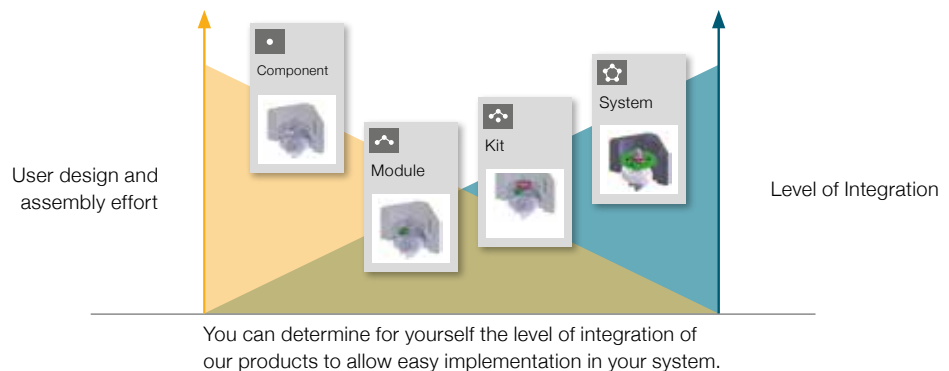 Component
Module
Kit
System
User design and
assembly effort
Level of Integration
You can determine for yourself the level of integration of
our products to allow easy implementation in your system.